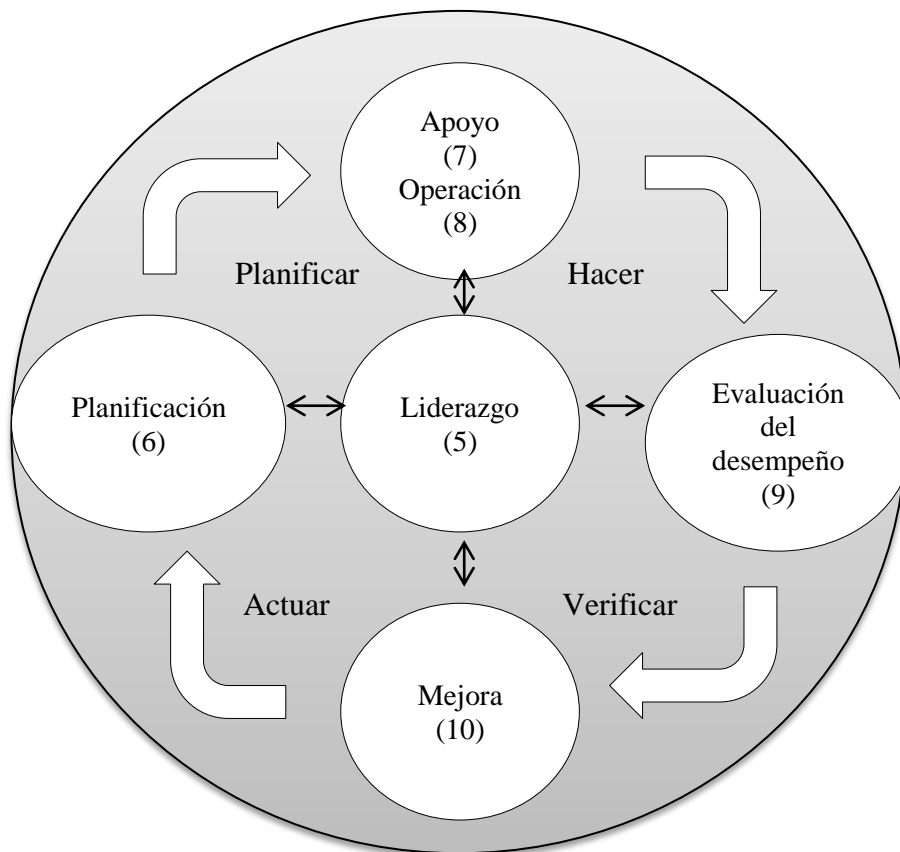 Apoyo
(7)
Operación
(8)
Planificar
Hacer
Planificación
(6)
Liderazgo
(5)
Evaluación
del
desempeño
(9)
Actuar
Verificar
Mejora
(10)